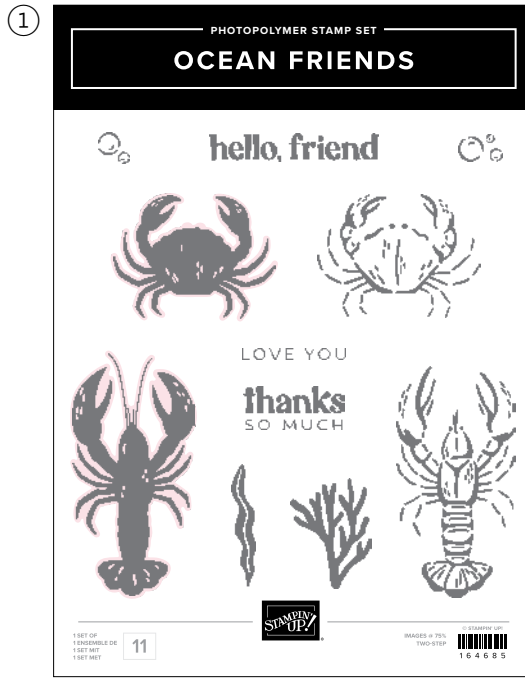 1
PHOTOPOLYMER STAMP SET
OCEAN FRIENDS
hello, friend
LOVE YOU
thanks
SO MUCH
1 SET OF
1 ENSEMBLE DE
1 SET MIT
1 SET MET
11
STAMPIN'
UP!
®
IMAGES @ 75%
TWO-STEP
© STAMPIN' UP!
164685